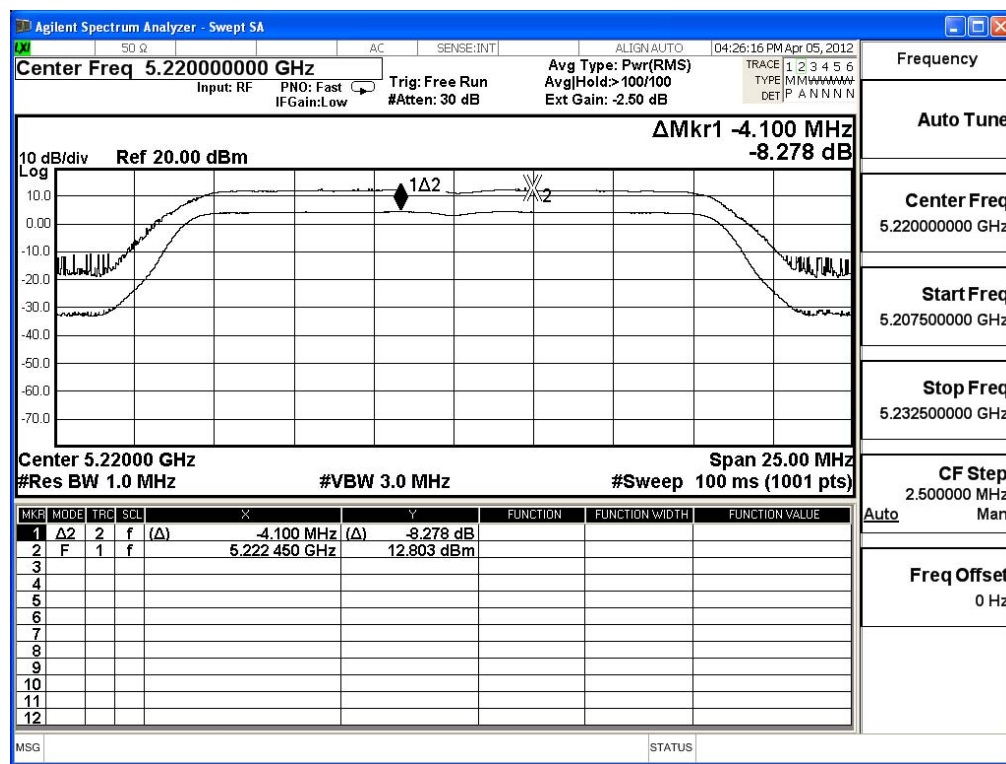 Agilent Spectrum Analyzer - Swept SA
LXI 50 Ω AC SENSE:INT ALIGN AUTO 04:26:16 PM Apr 05, 2012
Center Freq 5.220000000 GHz
Input: RF PNO: Fast IFGain:Low
Trig: Free Run
#Atten: 30 dB
Avg Type: Pwr(RMS)
Avg|Hold:>100/100
Ext Gain: -2.50 dB
TRACE 1 2 3 4 5 6
TYPE M M W W W W
DET P A N N N N
ΔMkr1 -4.100 MHz
-8.278 dB
10 dB/div Ref 20.00 dBm
Log
10.0
0.00
-10.0
-20.0
-30.0
-40.0
-50.0
-60.0
-70.0
1Δ2
2
Center 5.22000 GHz Span 25.00 MHz
#Res BW 1.0 MHz #VBW 3.0 MHz #Sweep 100 ms (1001 pts)
MKR MODE TRC SCL X Y FUNCTION FUNCTION WIDTH FUNCTION VALUE
1 Δ2 2 f (Δ) -4.100 MHz (Δ) -8.278 dB
2 F 1 f 5.222 450 GHz 12.803 dBm
3
4
5
6
7
8
9
10
11
12
MSG STATUS
Frequency
Auto Tune
Center Freq
5.220000000 GHz
Start Freq
5.207500000 GHz
Stop Freq
5.232500000 GHz
CF Step
2.500000 MHz
Auto Man
Freq Offset
0 Hz